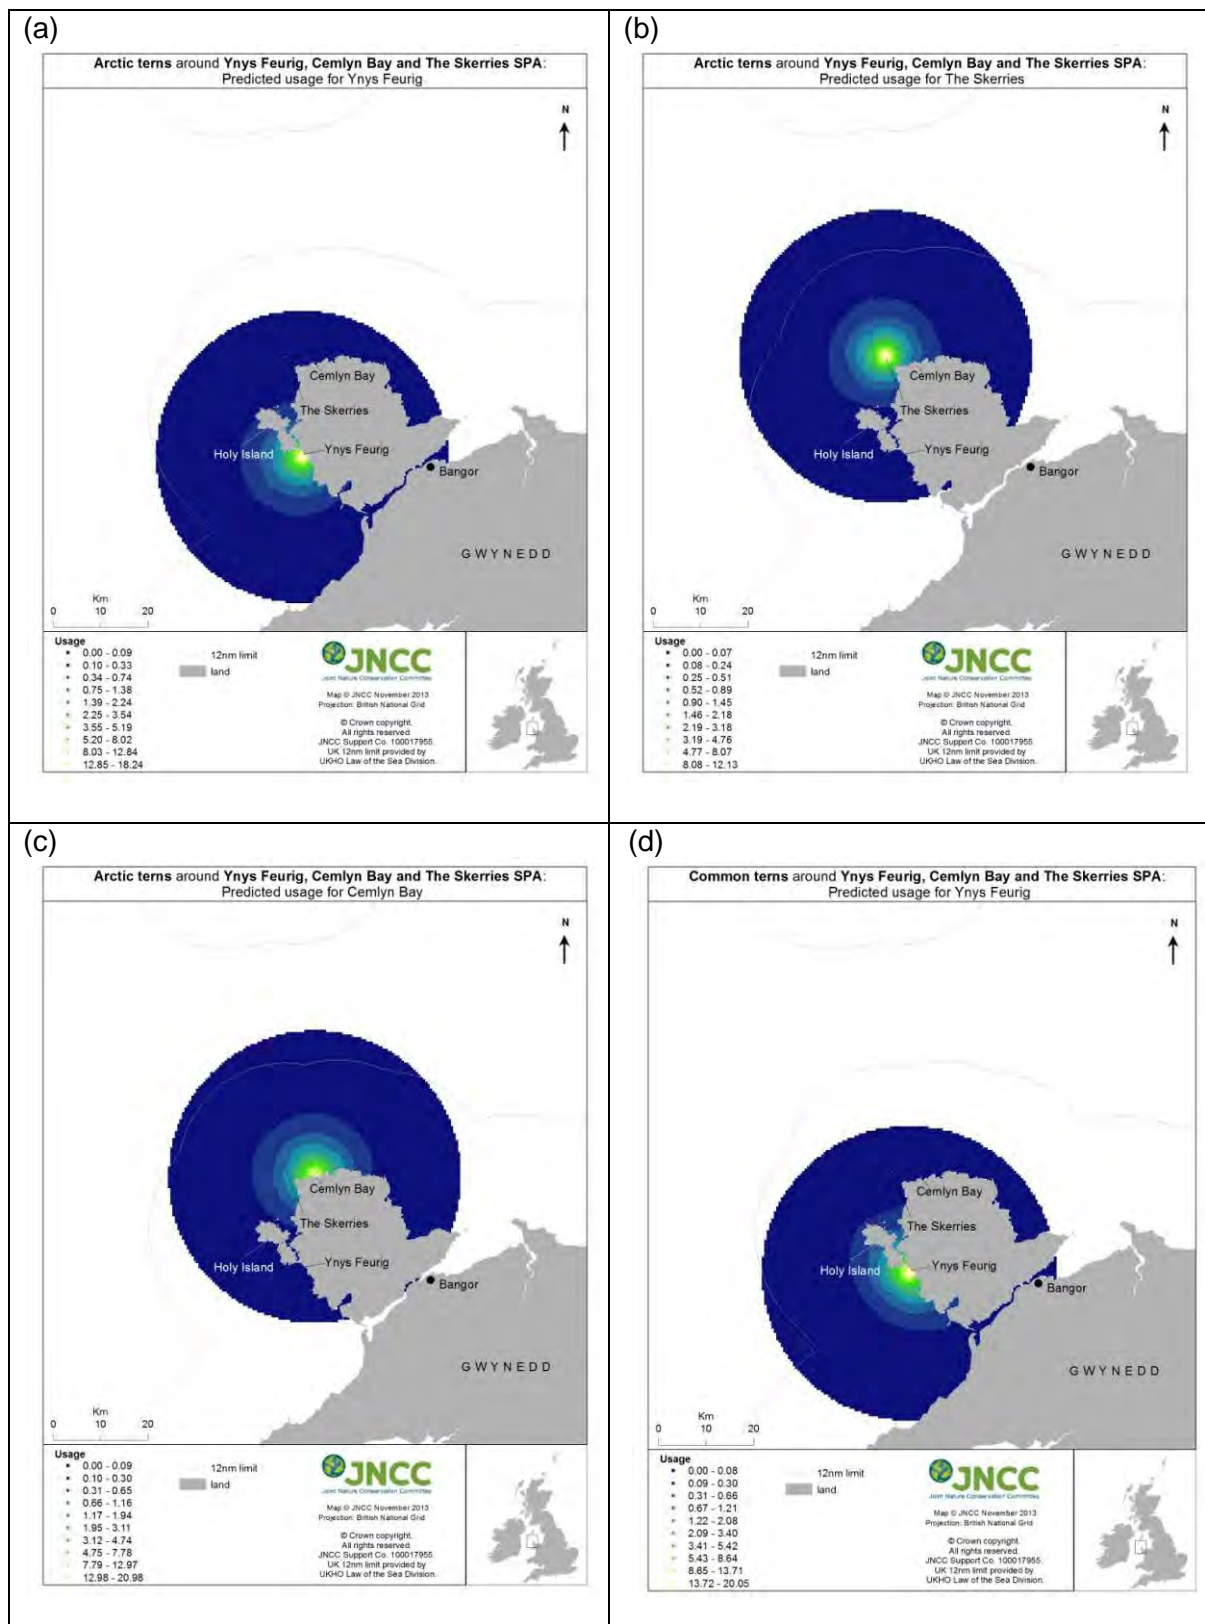 (a)
Arctic terns around Ynys Feurig, Cemlyn Bay and The Skerries SPA:
Predicted usage for Ynys Feurig
N
Cemlyn Bay
The Skerries
Holy Island
Ynys Feurig
Bangor
GWYNEDD
Km
0 10 20
Usage
0.00 - 0.09
0.10 - 0.33
0.34 - 0.74
0.75 - 1.38
1.39 - 2.24
2.25 - 3.54
3.55 - 5.19
5.20 - 8.02
8.03 - 12.84
12.85 - 18.24
12nm limit
land
JNCC
Joint Nature Conservation Committee
Map © JNCC November 2013
Projection: British National Grid
© Crown copyright.
All rights reserved.
JNCC Support Co. 100017955.
UK 12nm limit provided by
UKHO Law of the Sea Division.
(b)
Arctic terns around Ynys Feurig, Cemlyn Bay and The Skerries SPA:
Predicted usage for The Skerries
N
Cemlyn Bay
The Skerries
Holy Island
Ynys Feurig
Bangor
GWYNEDD
Km
0 10 20
Usage
0.00 - 0.07
0.08 - 0.24
0.25 - 0.51
0.52 - 0.89
0.90 - 1.45
1.46 - 2.18
2.19 - 3.18
3.19 - 4.76
4.77 - 8.07
8.08 - 12.13
12nm limit
land
JNCC
Joint Nature Conservation Committee
Map © JNCC November 2013
Projection: British National Grid
© Crown copyright.
All rights reserved.
JNCC Support Co. 100017955.
UK 12nm limit provided by
UKHO Law of the Sea Division.
(c)
Arctic terns around Ynys Feurig, Cemlyn Bay and The Skerries SPA:
Predicted usage for Cemlyn Bay
N
Cemlyn Bay
The Skerries
Holy Island
Ynys Feurig
Bangor
GWYNEDD
Km
0 10 20
Usage
0.00 - 0.09
0.10 - 0.30
0.31 - 0.65
0.66 - 1.16
1.17 - 1.94
1.95 - 3.11
3.12 - 4.74
4.75 - 7.78
7.79 - 12.97
12.98 - 20.98
12nm limit
land
JNCC
Joint Nature Conservation Committee
Map © JNCC November 2013
Projection: British National Grid
© Crown copyright.
All rights reserved.
JNCC Support Co. 100017955.
UK 12nm limit provided by
UKHO Law of the Sea Division.
(d)
Common terns around Ynys Feurig, Cemlyn Bay and The Skerries SPA:
Predicted usage for Ynys Feurig
N
Cemlyn Bay
The Skerries
Holy Island
Ynys Feurig
Bangor
GWYNEDD
Km
0 10 20
Usage
0.00 - 0.08
0.09 - 0.30
0.31 - 0.66
0.67 - 1.21
1.22 - 2.08
2.09 - 3.40
3.41 - 5.42
5.43 - 8.64
8.65 - 13.71
13.72 - 20.05
12nm limit
land
JNCC
Joint Nature Conservation Committee
Map © JNCC November 2013
Projection: British National Grid
© Crown copyright.
All rights reserved.
JNCC Support Co. 100017955.
UK 12nm limit provided by
UKHO Law of the Sea Division.